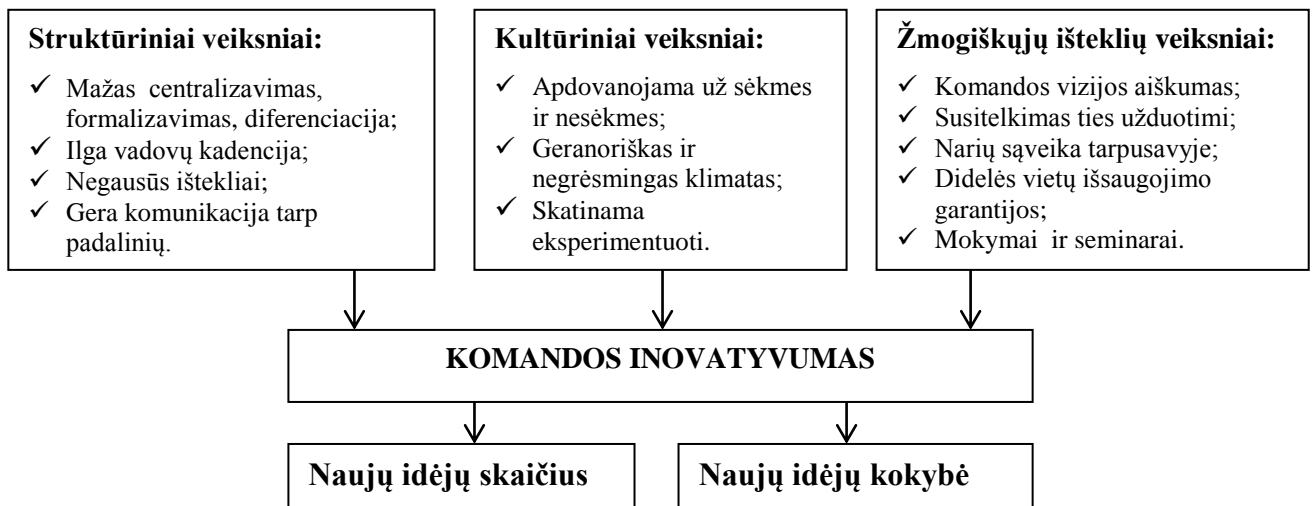 Struktūriniai veiksniai:
✓ Mažas centralizavimas,
formalizavimas, diferenciacija;
✓ Ilga vadovų kadencija;
✓ Negausūs ištekliai;
✓ Gera komunikacija tarp
padalinių.
Kultūriniai veiksniai:
✓ Apdovanojama už sėkmes
ir nesėkmes;
✓ Geranoriškas ir
negrėsmingas klimatas;
✓ Skatinama
eksperimentuoti.
Žmogiškųjų išteklių veiksniai:
✓ Komandos vizijos aiškumas;
✓ Susitelkimas ties užduotimi;
✓ Narių sąveika tarpusavyje;
✓ Didelės vietų išsaugojimo
garantijos;
✓ Mokymai ir seminarai.
KOMANDOS INOVATYVUMAS
Naujų idėjų skaičius
Naujų idėjų kokybė